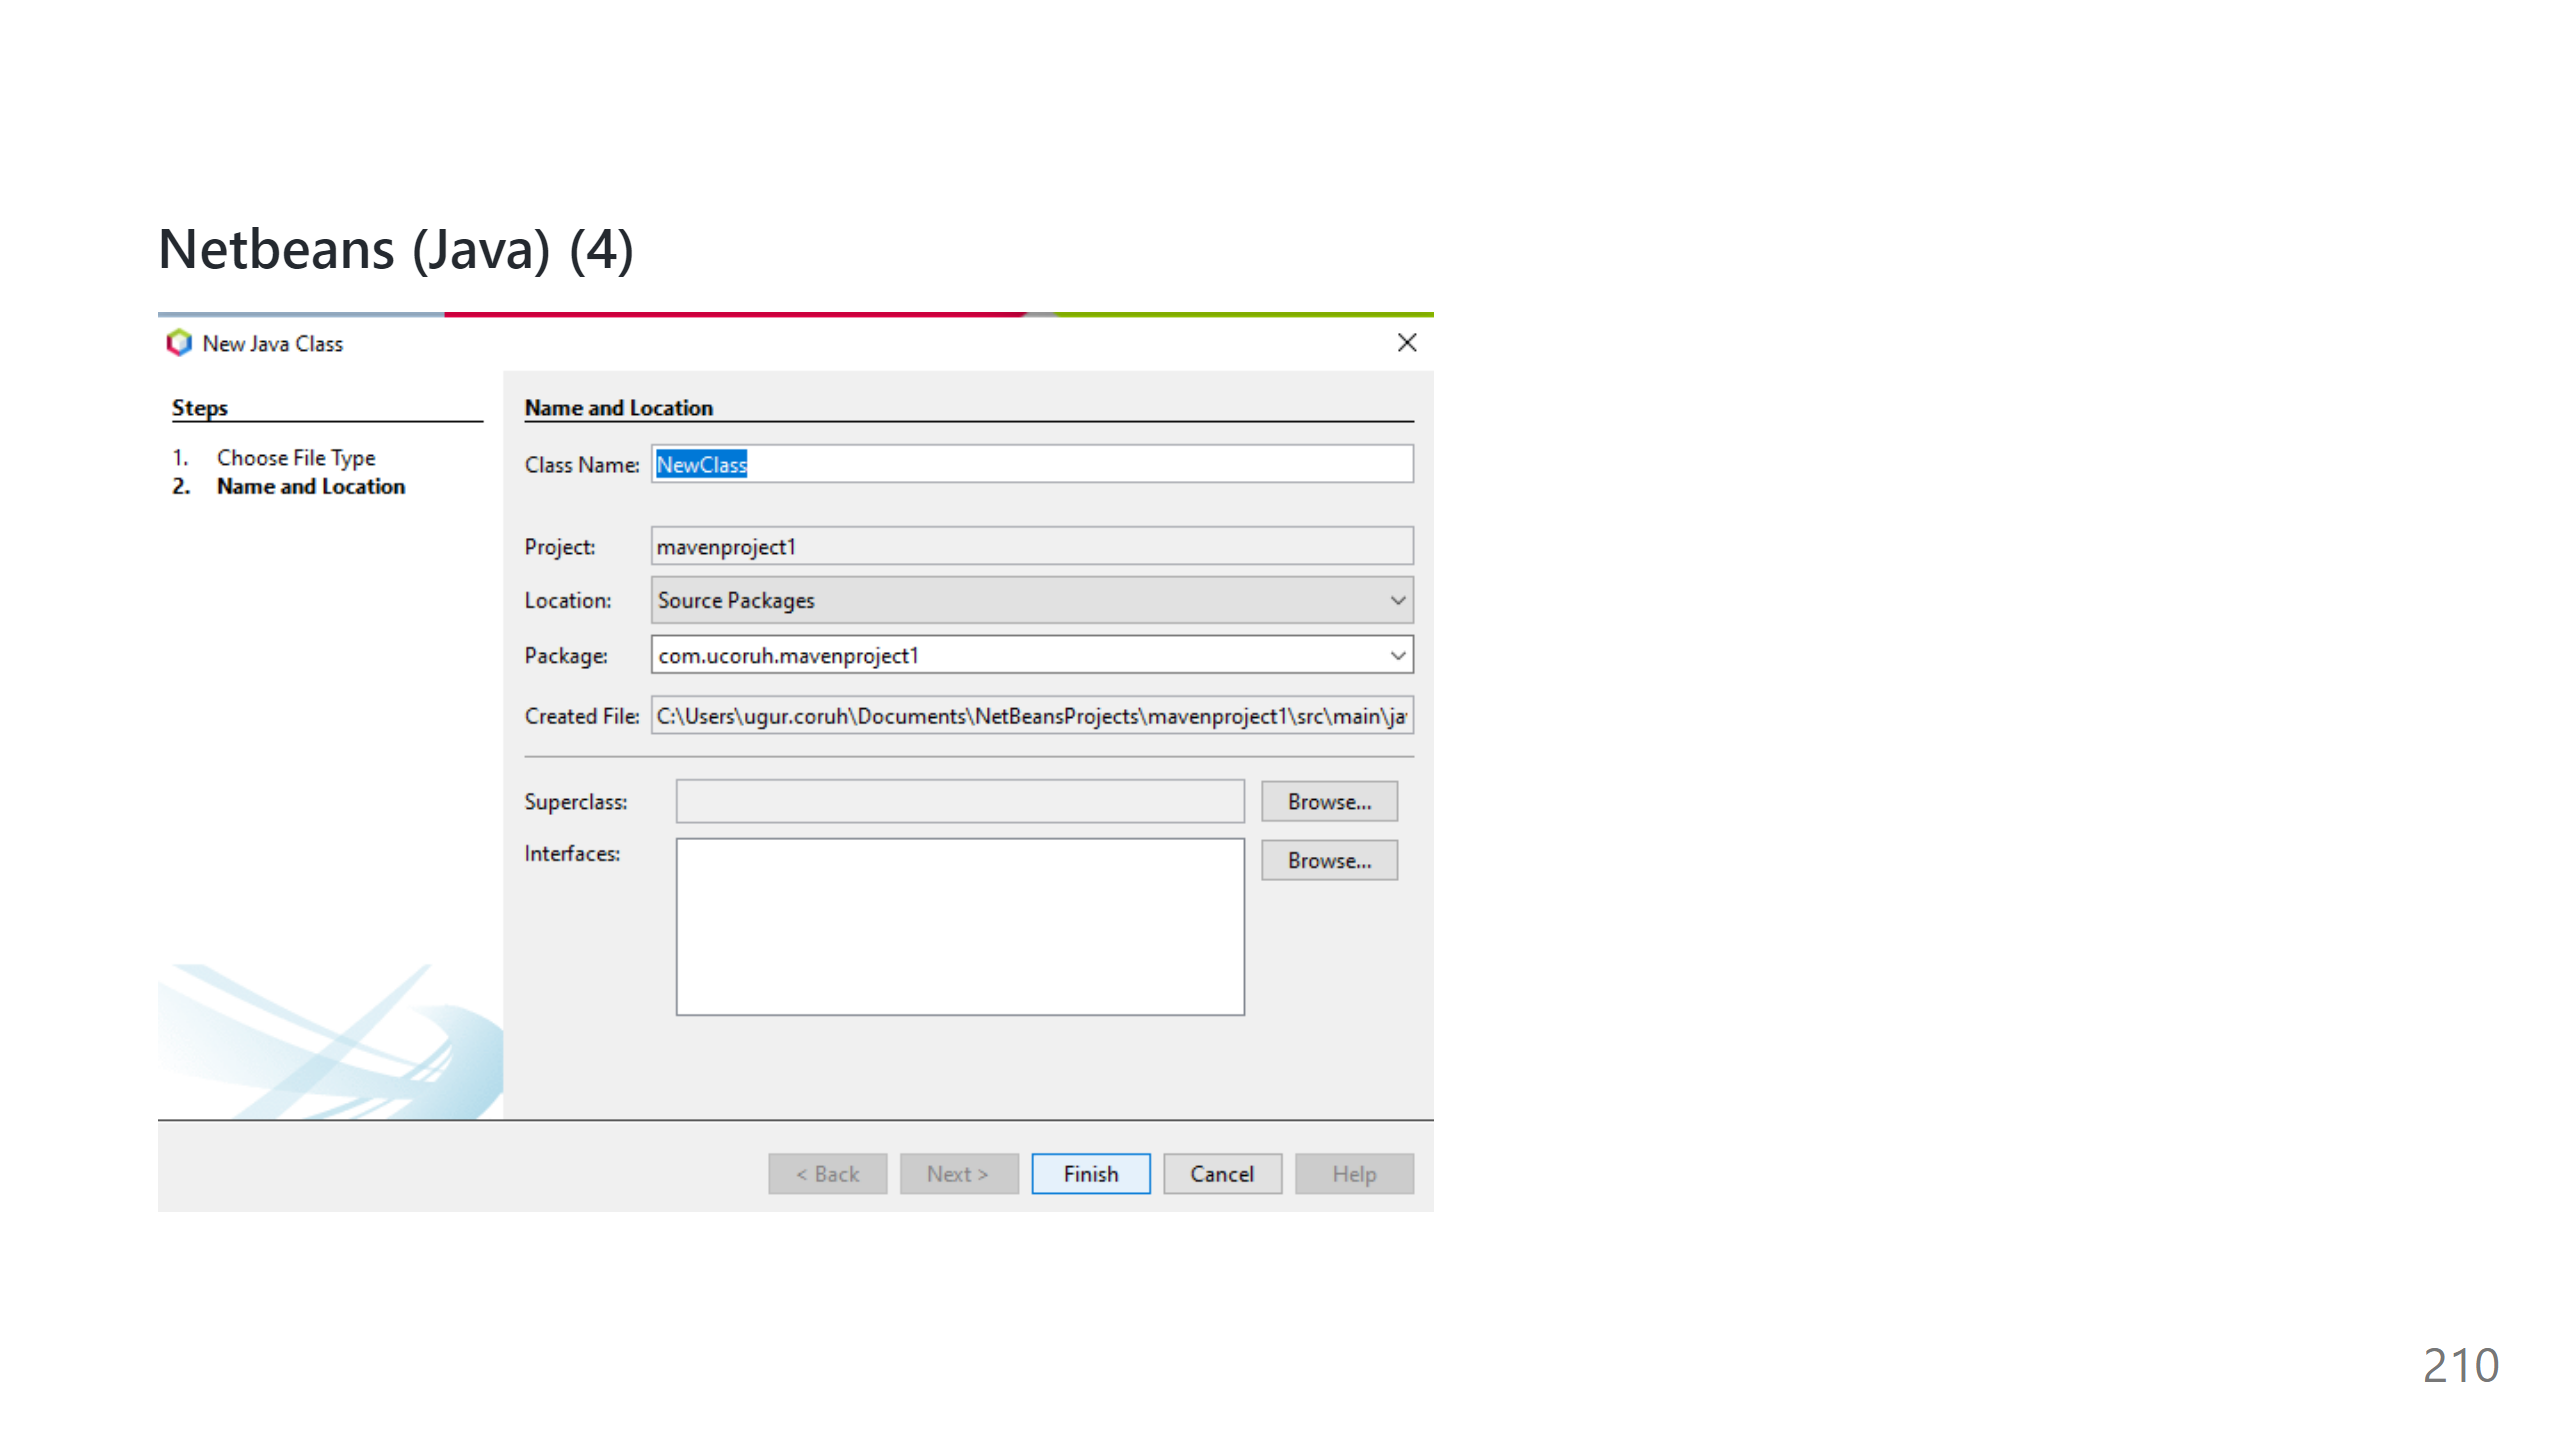 Netbeans (Java) (4)
New Java Class
Steps
1. Choose File Type
2. Name and Location
Name and Location
Class Name: NewClass
Project: mavenproject1
Location: Source Packages
Package: com.ucoruh.mavenproject1
Created File: C:\Users\ugur.coruh\Documents\NetBeansProjects\mavenproject1\src\main\ja
Superclass: Browse...
Interfaces: Browse...
< Back Next > Finish Cancel Help
210